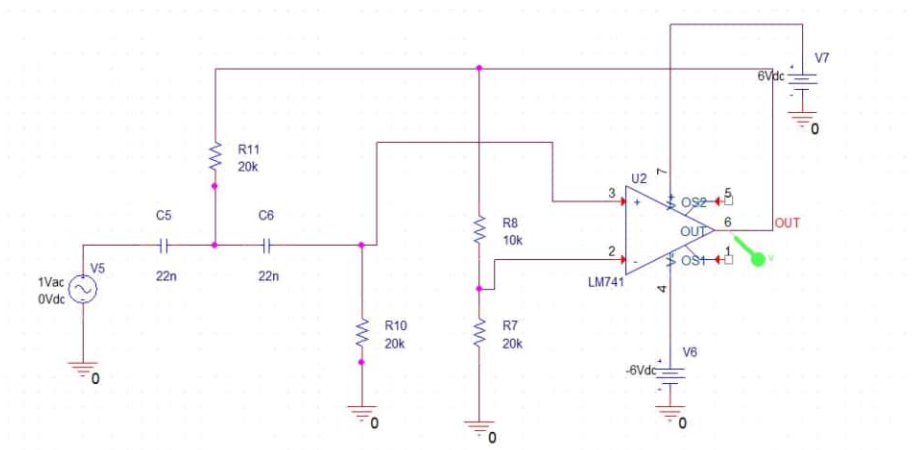 V7
6Vdc
+
-
0
R11
20k
7
U2
3
+
OS2
5
C5
C6
R8
10k
OUT
6
OUT
V
2
-
OS1
1
22n
22n
LM741
V5
1Vac
0Vdc
+
-
4
R10
20k
R7
20k
V6
-6Vdc
+
-
0
0
0
0